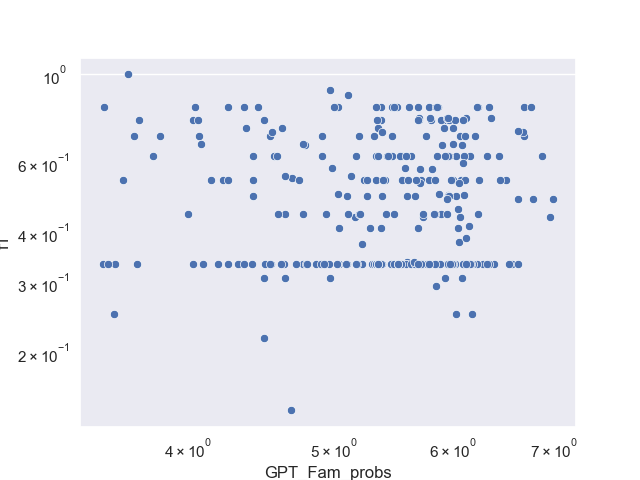 10⁰
6 × 10⁻¹
4 × 10⁻¹
3 × 10⁻¹
2 × 10⁻¹
4 × 10⁰ 5 × 10⁰ 6 × 10⁰ 7 × 10⁰
GPT_Fam_probs